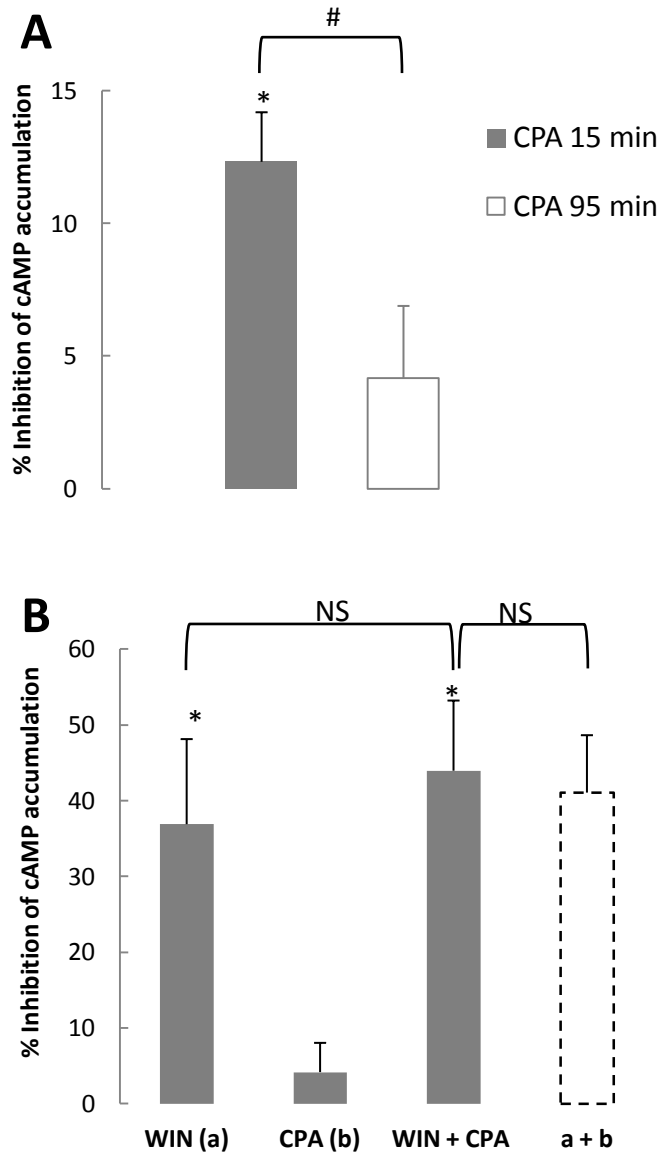 A
#
% Inhibition of cAMP accumulation
15
10
5
0
*
CPA 15 min
CPA 95 min
B
NS
NS
% Inhibition of cAMP accumulation
60
50
40
30
20
10
0
*
*
WIN (a)
CPA (b)
WIN + CPA
a + b